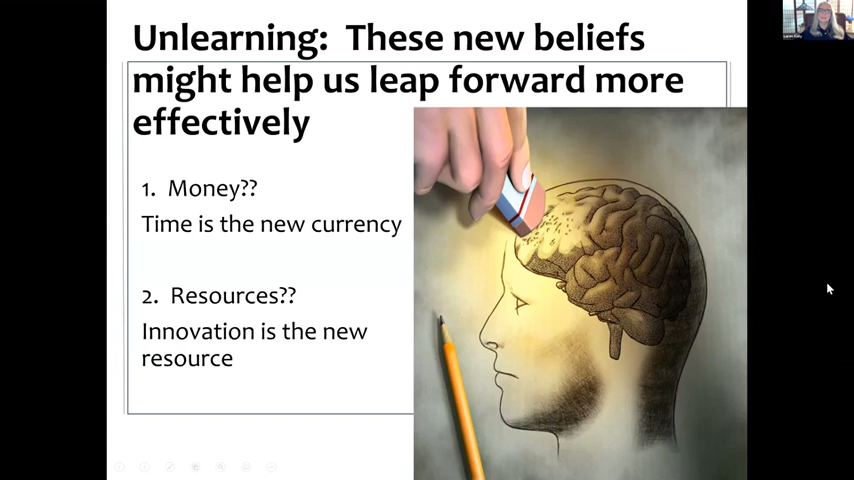 Unlearning: These new beliefs
might help us leap forward more
effectively
1. Money??
Time is the new currency
2. Resources??
Innovation is the new
resource